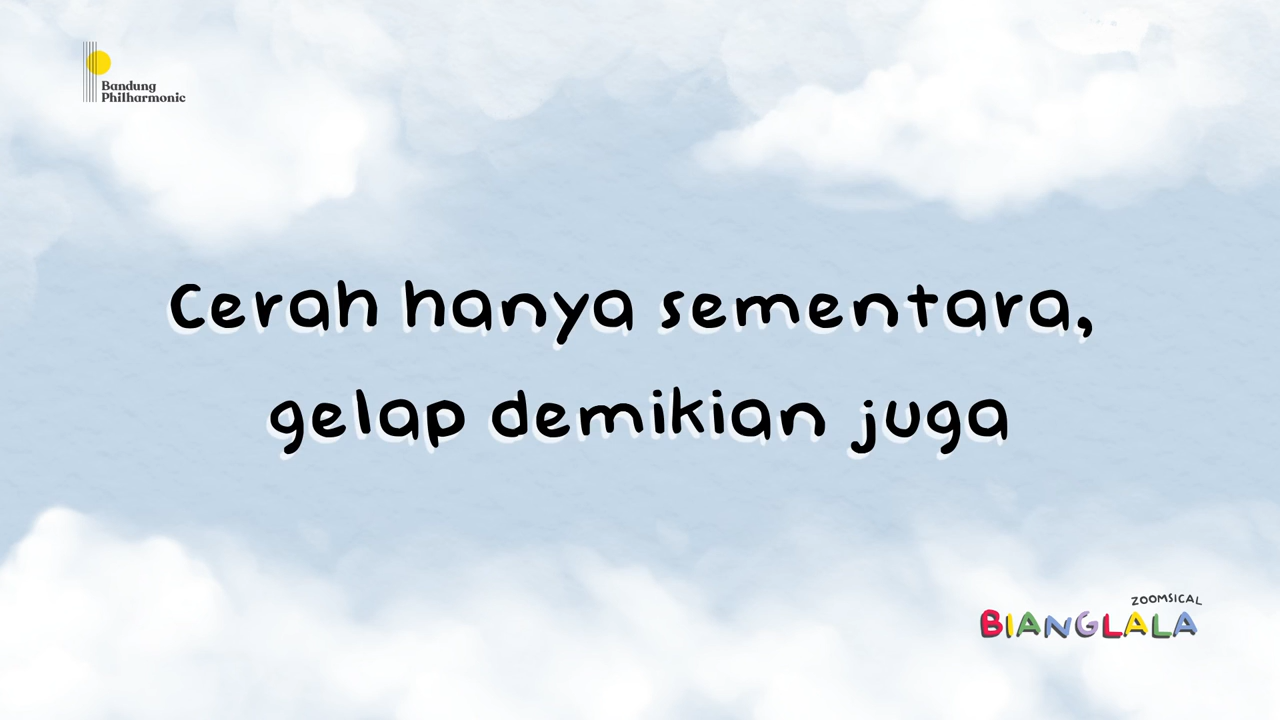 Bandung
Philharmonic
Cerah hanya sementara,
gelap demikian juga
ZOOMSICAL
BIANGLALA